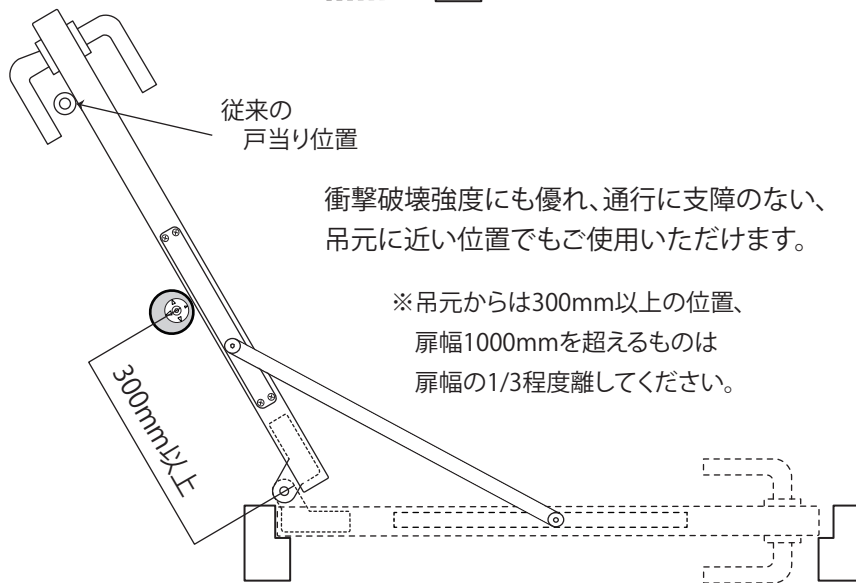 従来の
戸当り位置
衝撃破壊強度にも優れ、通行に支障のない、
吊元に近い位置でもご使用いただけます。
※吊元からは300mm以上の位置、
扉幅1000mmを超えるものは
扉幅の1/3程度離してください。
300mm以上